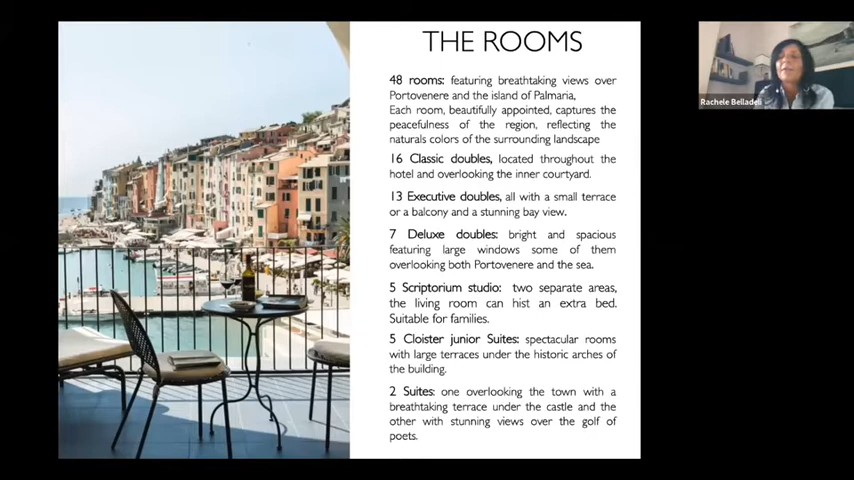 THE ROOMS
48 rooms: featuring breathtaking views over
Portovenere and the island of Palmaria,
Each room, beautifully appointed, captures the
peacefulness of the region, reflecting the
naturals colors of the surrounding landscape
16 Classic doubles, located throughout the
hotel and overlooking the inner courtyard.
13 Executive doubles, all with a small terrace
or a balcony and a stunning bay view.
7 Deluxe doubles: bright and spacious
featuring large windows some of them
overlooking both Portovenere and the sea.
5 Scriptorium studio: two separate areas,
the living room can hist an extra bed.
Suitable for families.
5 Cloister junior Suites: spectacular rooms
with large terraces under the historic arches of
the building.
2 Suites: one overlooking the town with a
breathtaking terrace under the castle and the
other with stunning views over the golf of
poets.
Rachele Belladeli